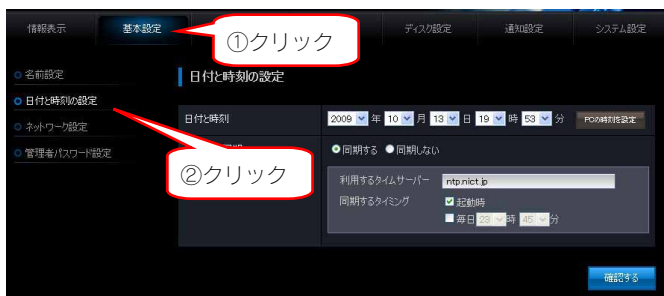 情報表示 基本設定 ディスク設定 通知設定 システム設定
①クリック
名前設定
日付と時刻の設定
ネットワーク設定
管理者パスワード設定
日付と時刻の設定
日付と時刻 2009 年 10 月 13 日 19 時 53 分 PCの時刻を設定
同期する 同期しない
②クリック
利用するタイムサーバー ntp.nict.jp
同期するタイミング 起動時
毎日 23 時 45 分
確認する